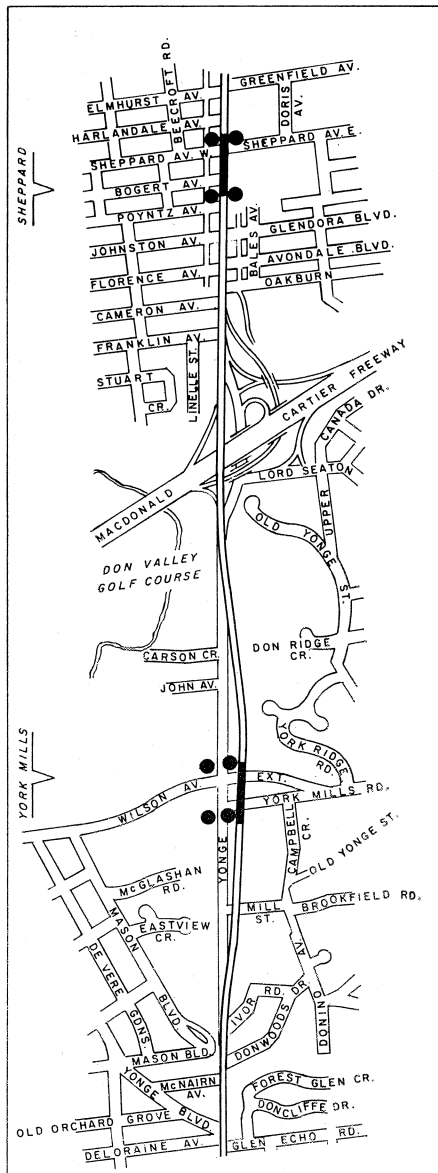 SHEPPARD
ELMHURST AV.
BEECROFT RD.
GREENFIELD AV.
DORIS AV.
HARLANDALE AV.
SHEPPARD AV. W.
SHEPPARD AV. E.
BOGERT AV.
POYNTZ AV.
BALES AV.
GLENDORA BLVD.
JOHNSTON AV.
AVONDALE BLVD.
FLORENCE AV.
OAKBURN
CAMERON AV.
FRANKLIN AV.
LINELLE ST.
STUART CR.
MACDONALD CARTIER FREEWAY
UPPER CANADA DR.
LORD SEATON
OLD YONGE ST.
DON VALLEY
GOLF COURSE
DON RIDGE
CR.
CARSON CR.
JOHN AV.
YORK RIDGE RD.
YORK MILLS
WILSON AV.
EXT.
YORK MILLS RD.
YONGE
CAMPBELL CR.
OLD YONGE ST.
McGLASHAN
RD.
MILL
ST.
BROOKFIELD RD.
EASTVIEW
CR.
MASON BLVD.
DE VERE GDNS.
IVOR RD.
DONWOODS DR.
DONINO AV.
MASON BLD.
McNAIRN
AV.
YONGE BLVD.
FOREST GLEN CR.
DONCLIFFE DR.
OLD ORCHARD GROVE
DELORAINE AV.
GLEN ECHO RD.